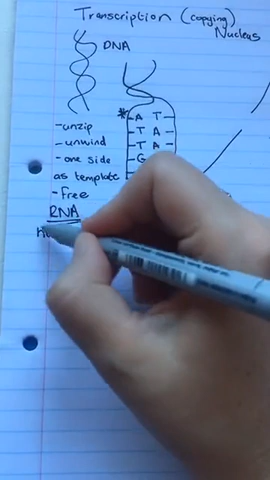 Transcription (copying)
Nucleus
DNA
* A T
-unzip
T A
-unwind
T A
-one side
G
as template
-Free
RNA